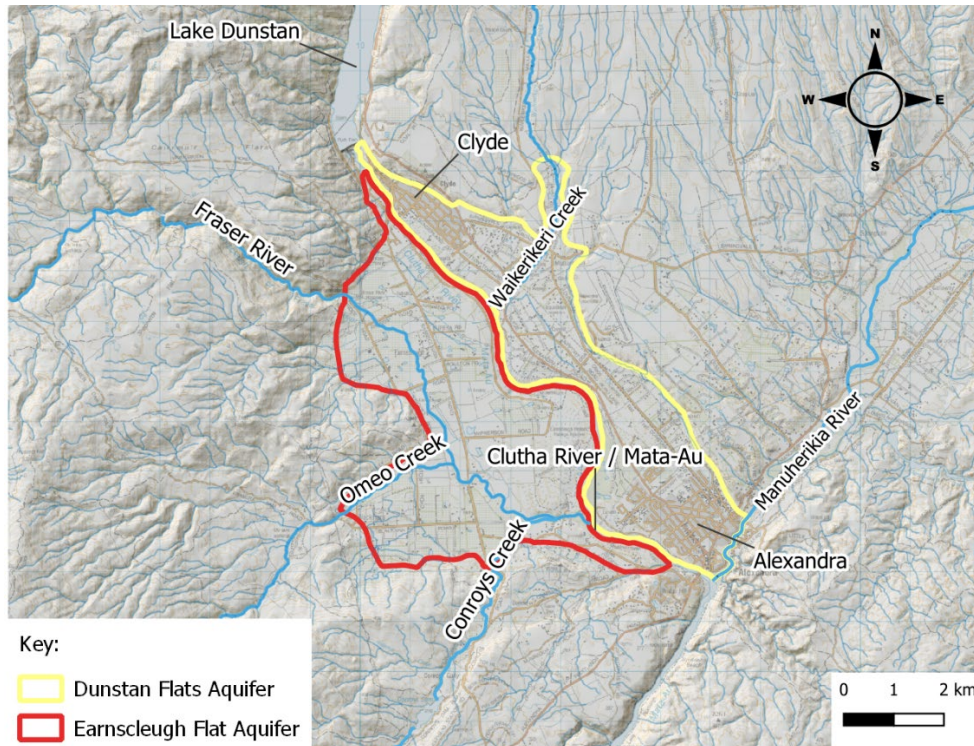 Lake Dunstan
N
W
E
S
Clyde
Fraser River
Waikerikeri Creek
Manuherikia River
Clutha River / Mata-Au
Omeo Creek
Conroys Creek
Alexandra
Key:
Dunstan Flats Aquifer
Earnscleugh Flat Aquifer
0 1 2 km